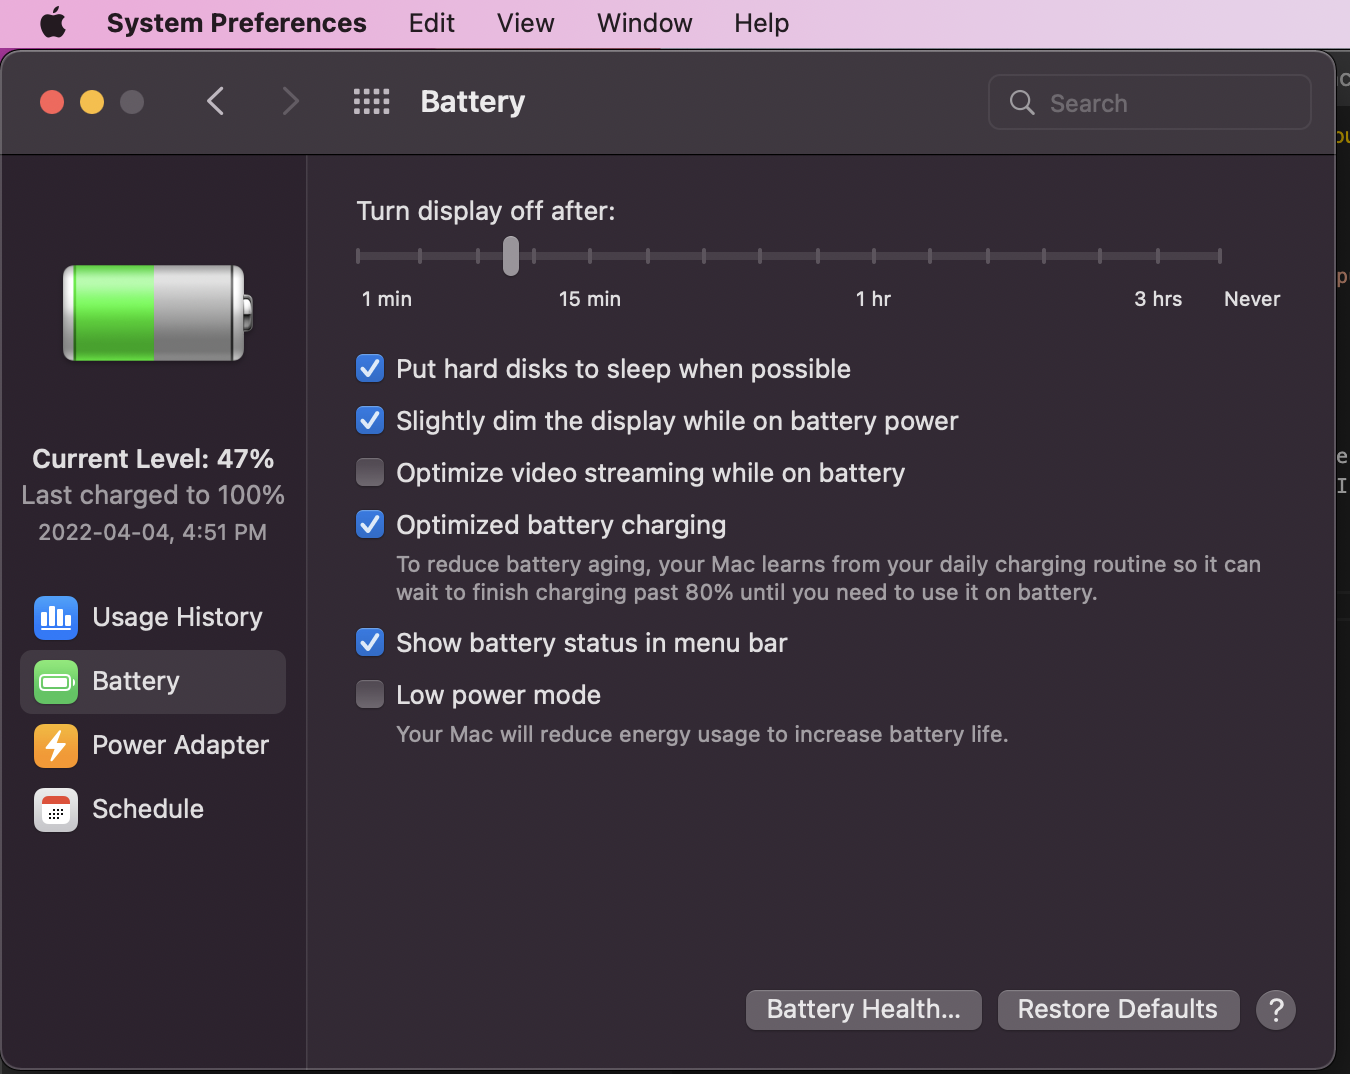 System Preferences Edit View Window Help
Battery
Search
Turn display off after:
1 min 15 min 1 hr 3 hrs Never
Put hard disks to sleep when possible
Slightly dim the display while on battery power
Optimize video streaming while on battery
Optimized battery charging
To reduce battery aging, your Mac learns from your daily charging routine so it can
wait to finish charging past 80% until you need to use it on battery.
Show battery status in menu bar
Low power mode
Your Mac will reduce energy usage to increase battery life.
Current Level: 47%
Last charged to 100%
2022-04-04, 4:51 PM
Usage History
Battery
Power Adapter
Schedule
Battery Health...
Restore Defaults
?